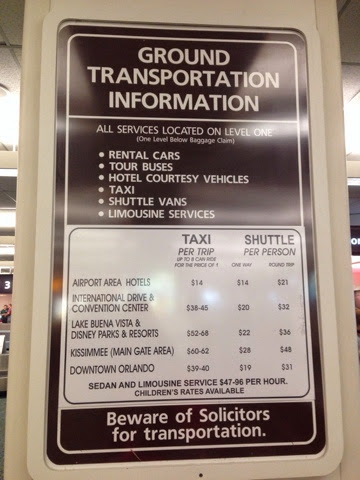 GROUND
TRANSPORTATION
INFORMATION
ALL SERVICES LOCATED ON LEVEL ONE
(One Level Below Baggage Claim)
• RENTAL CARS
• TOUR BUSES
• HOTEL COURTESY VEHICLES
• TAXI
• SHUTTLE VANS
• LIMOUSINE SERVICES
TAXI SHUTTLE
PER TRIP PER PERSON
UP TO 8 CAN RIDE
FOR THE PRICE OF 1 ONE WAY ROUND TRIP
AIRPORT AREA HOTELS $14 $14 $21
INTERNATIONAL DRIVE &
CONVENTION CENTER $38-45 $20 $32
LAKE BUENA VISTA &
DISNEY PARKS & RESORTS $52-68 $22 $36
KISSIMMEE (MAIN GATE AREA) $60-62 $28 $48
DOWNTOWN ORLANDO $39-40 $19 $31
SEDAN AND LIMOUSINE SERVICE $47-96 PER HOUR.
CHILDREN'S RATES AVAILABLE
Beware of Solicitors
for transportation.
3